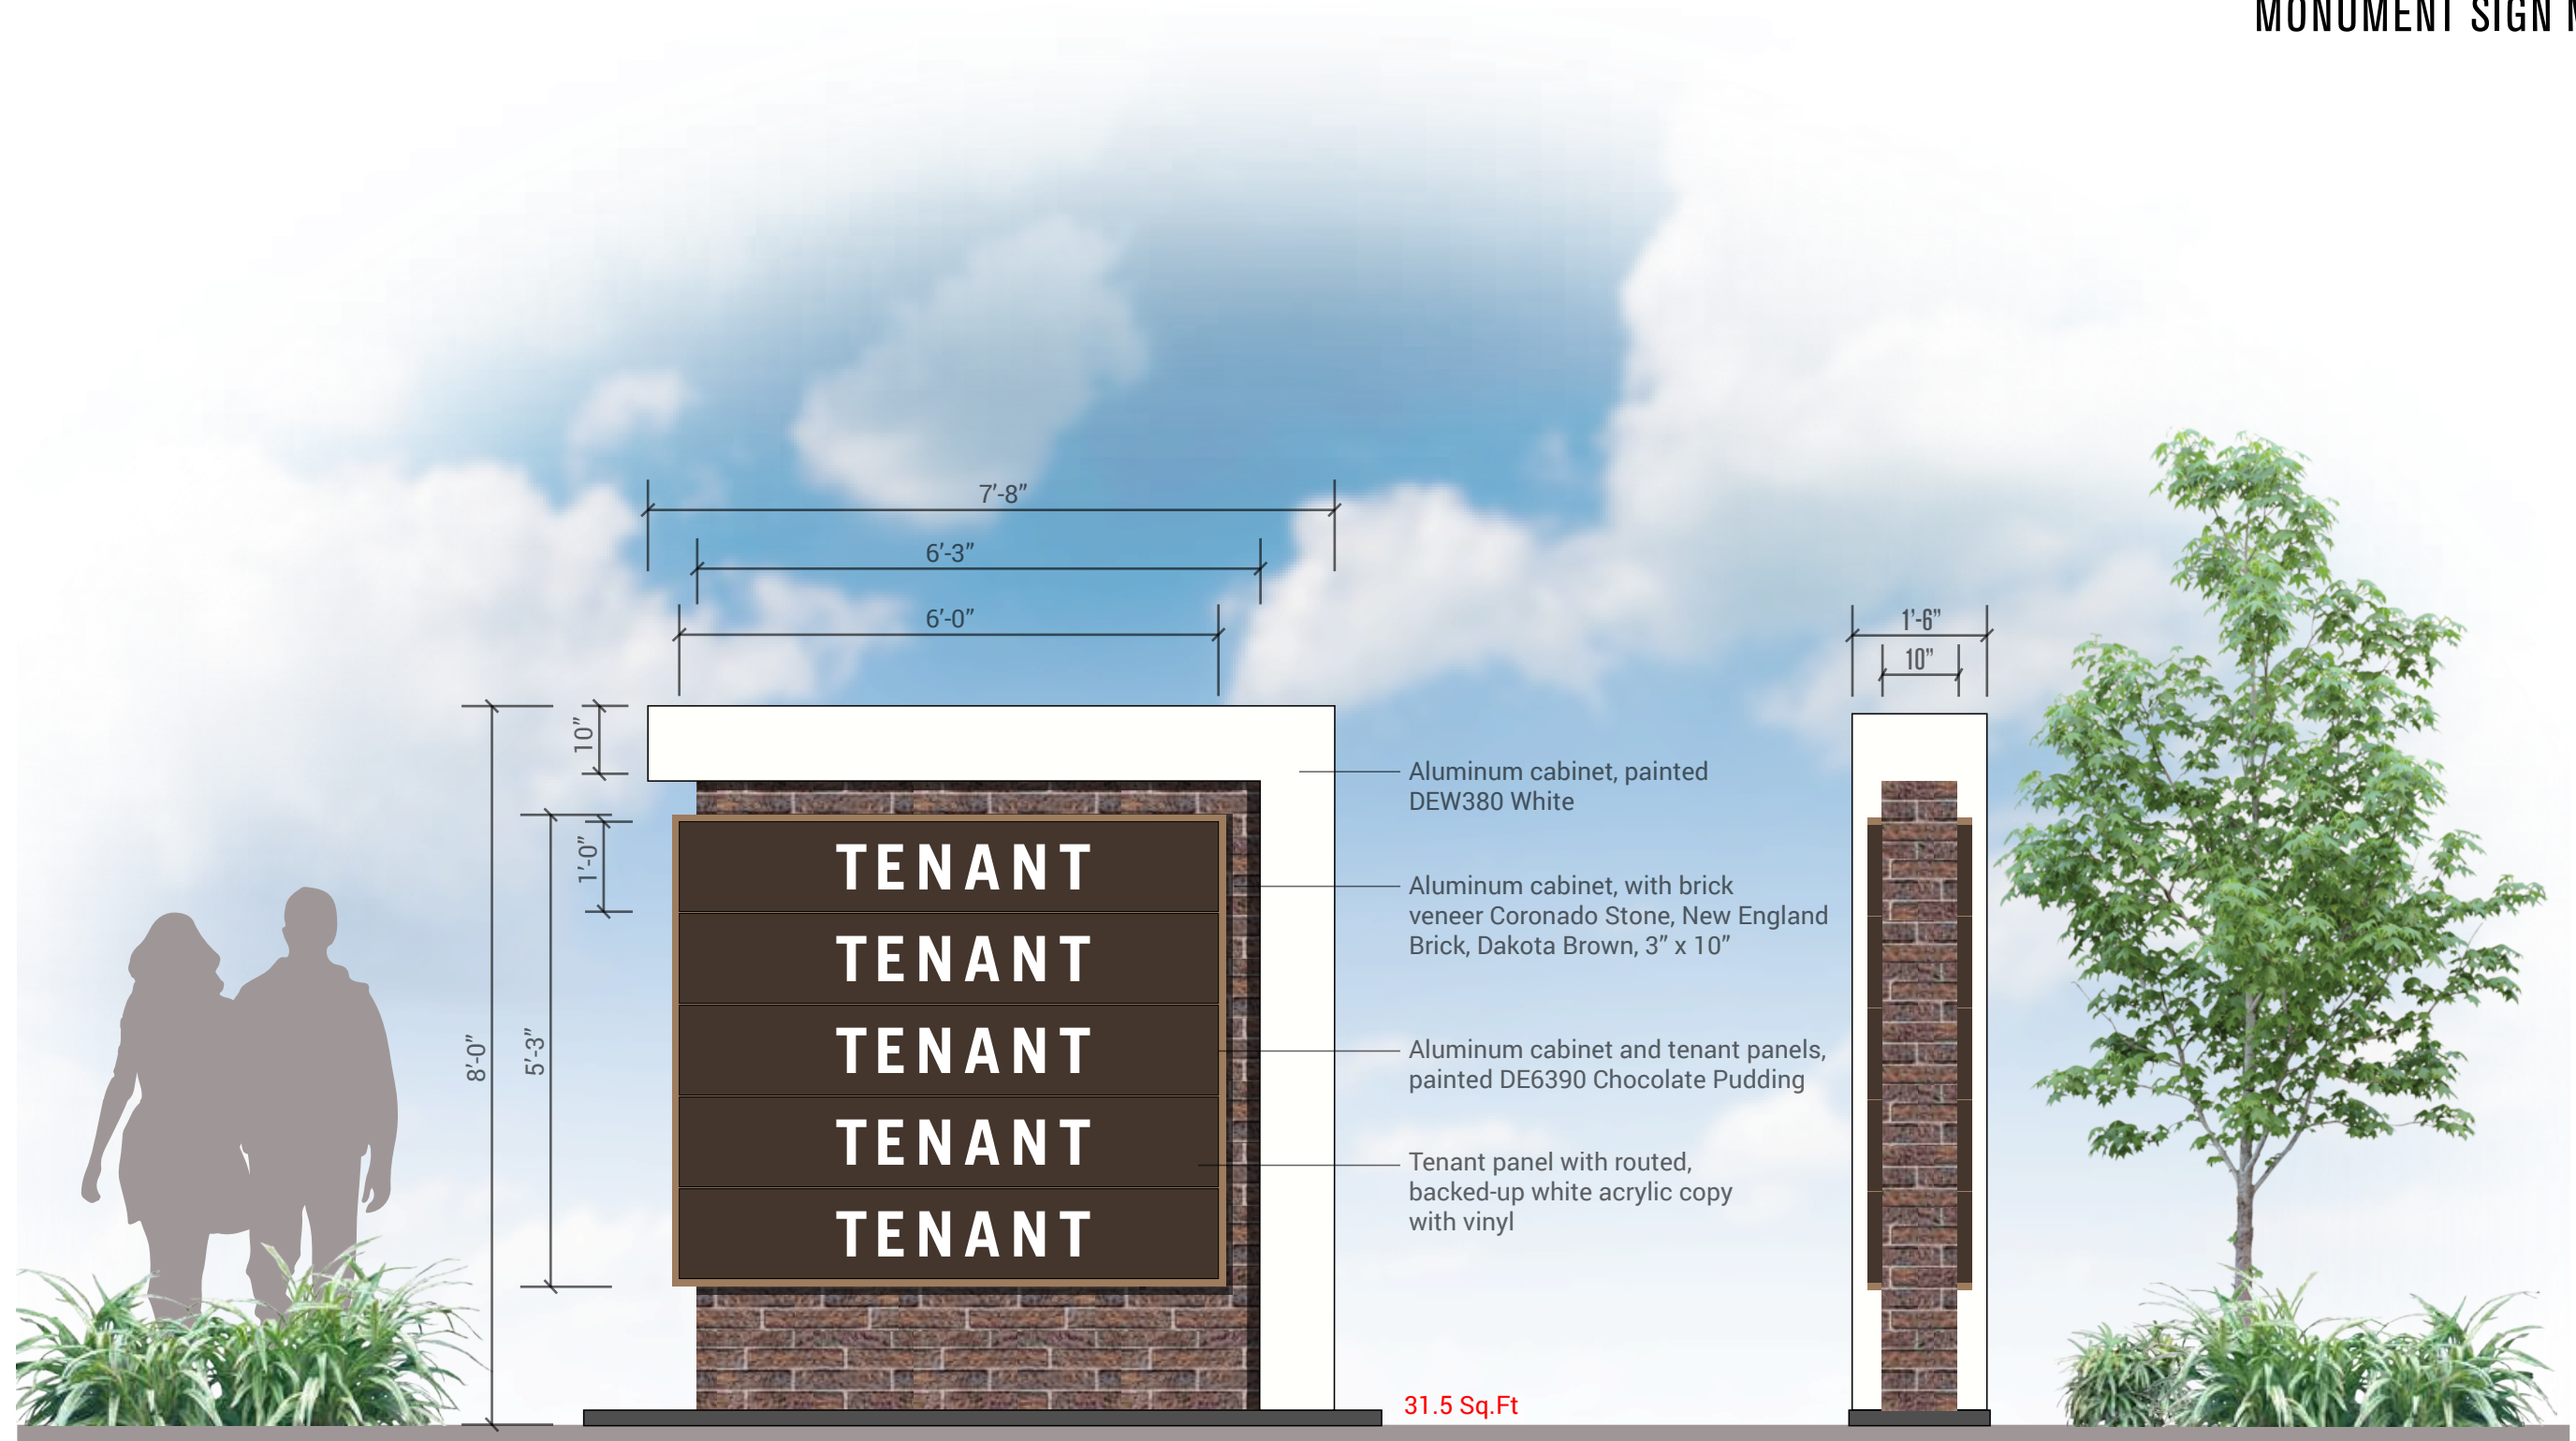 MONUMENT SIGN
7’-8”
6’-3”
6’-0”
1’-6”
10”
10”
1’-0”
8’-0”
5’-3”
TENANT
TENANT
TENANT
TENANT
TENANT
Aluminum cabinet, painted
DEW380 White
Aluminum cabinet, with brick
veneer Coronado Stone, New England
Brick, Dakota Brown, 3” x 10”
Aluminum cabinet and tenant panels,
painted DE6390 Chocolate Pudding
Tenant panel with routed,
backed-up white acrylic copy
with vinyl
31.5 Sq.Ft